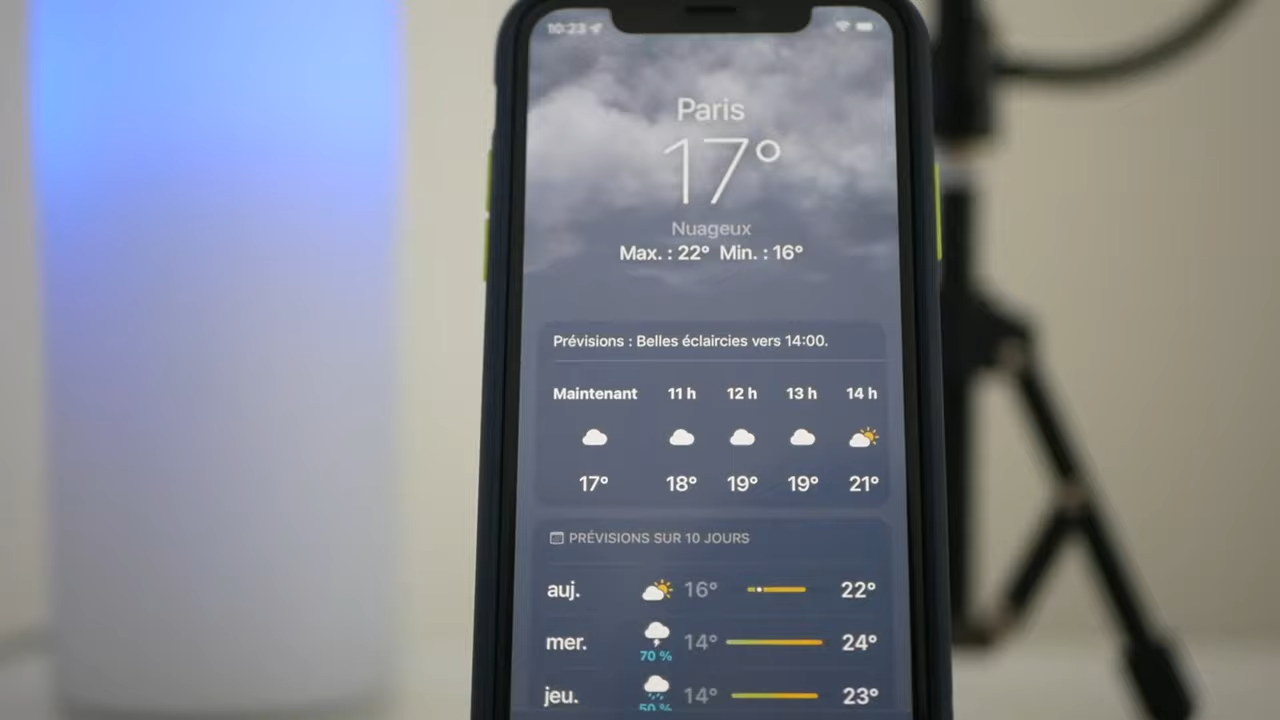 10:23
Paris
17°
Nuageux
Max. : 22° Min. : 16°
Prévisions : Belles éclaircies vers 14:00.
Maintenant 11 h 12 h 13 h 14 h
17° 18° 19° 19° 21°
PRÉVISIONS SUR 10 JOURS
auj. 16° 22°
mer. 14° 24°
70 %
jeu. 14° 23°
50 %